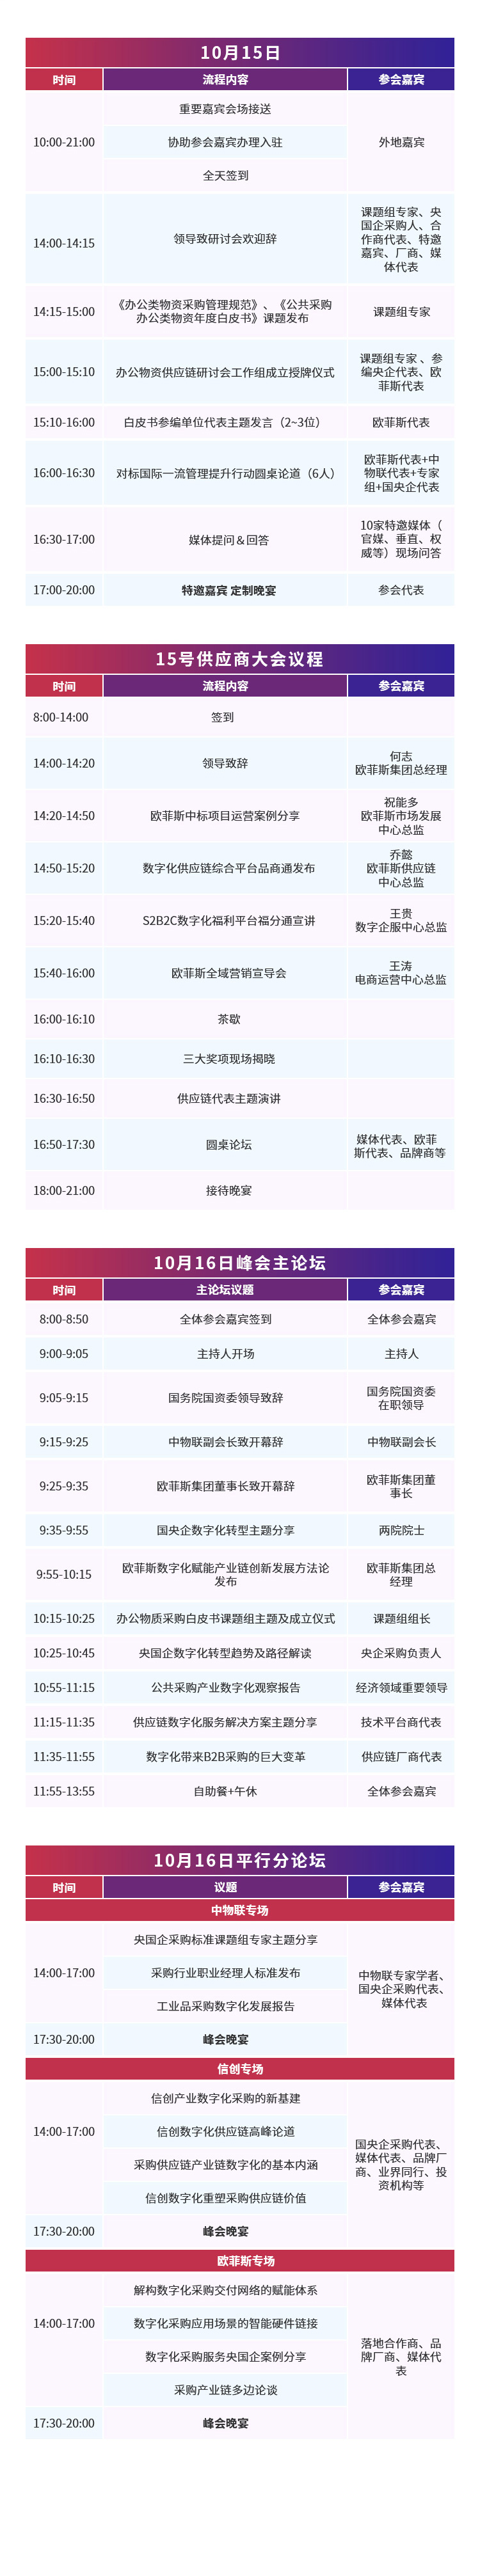 10月15日
时间
流程内容
参会嘉宾
10:00-21:00
重要嘉宾会场接送
协助参会嘉宾办理入驻
全天签到
外地嘉宾
14:00-14:15
领导致研讨会欢迎辞
课题组专家、央
国企采购人、合
作商代表、特邀
嘉宾、厂商、媒
体代表
14:15-15:00
《办公类物资采购管理规范》、《公共采购
办公类物资年度白皮书》课题发布
课题组专家
15:00-15:10
办公物资供应链研讨会工作组成立授牌仪式
课题组专家 、参
编央企代表、欧
菲斯代表
15:10-16:00
白皮书参编单位代表主题发言（2~3位）
欧菲斯代表
16:00-16:30
对标国际一流管理提升行动圆桌论道（6人）
欧菲斯代表+中
物联代表+专家
组+国央企代表
16:30-17:00
媒体提问＆回答
10家特邀媒体（
官媒、垂直、权
威等）现场问答
17:00-20:00
特邀嘉宾 定制晚宴
参会代表
15号供应商大会议程
时间
流程内容
参会嘉宾
8:00-14:00
签到
14:00-14:20
领导致辞
何志
欧菲斯集团总经理
14:20-14:50
欧菲斯中标项目运营案例分享
祝能多
欧菲斯市场发展
中心总监
14:50-15:20
数字化供应链综合平台品商通发布
乔懿
欧菲斯供应链
中心总监
15:20-15:40
S2B2C数字化福利平台福分通宣讲
王贵
数字企服中心总监
15:40-16:00
欧菲斯全域营销宣导会
王涛
电商运营中心总监
16:00-16:10
茶歇
16:10-16:30
三大奖项现场揭晓
16:30-16:50
供应链代表主题演讲
16:50-17:30
圆桌论坛
媒体代表、欧菲
斯代表、品牌商等
18:00-21:00
接待晚宴
10月16日峰会主论坛
时间
主论坛议题
参会嘉宾
8:00-8:50
全体参会嘉宾签到
全体参会嘉宾
9:00-9:05
主持人开场
主持人
9:05-9:15
国务院国资委领导致辞
国务院国资委
在职领导
9:15-9:25
中物联副会长致开幕辞
中物联副会长
9:25-9:35
欧菲斯集团董事长致开幕辞
欧菲斯集团董
事长
9:35-9:55
国央企数字化转型主题分享
两院院士
9:55-10:15
欧菲斯数字化赋能产业链创新发展方法论
发布
欧菲斯集团总
经理
10:15-10:25
办公物质采购白皮书课题组主题及成立仪式
课题组组长
10:25-10:45
央国企数字化转型趋势及路径解读
央企采购负责人
10:55-11:15
公共采购产业数字化观察报告
经济领域重要领导
11:15-11:35
供应链数字化服务解决方案主题分享
技术平台商代表
11:35-11:55
数字化带来B2B采购的巨大变革
供应链厂商代表
11:55-13:55
自助餐+午休
全体参会嘉宾
10月16日平行分论坛
时间
议题
参会嘉宾
中物联专场
14:00-17:00
央国企采购标准课题组专家主题分享
采购行业职业经理人标准发布
工业品采购数字化发展报告
中物联专家学者、
国央企采购代表、
媒体代表
17:30-20:00
峰会晚宴
信创专场
14:00-17:00
信创产业数字化采购的新基建
信创数字化供应链高峰论道
采购供应链产业链数字化的基本内涵
信创数字化重塑采购供应链价值
国央企采购代表、
媒体代表、品牌厂
商、业界同行、投
资机构等
17:30-20:00
峰会晚宴
欧菲斯专场
14:00-17:00
解构数字化采购交付网络的赋能体系
数字化采购应用场景的智能硬件链接
数字化采购服务央国企案例分享
采购产业链多边论谈
落地合作商、品
牌厂商、媒体代
表
17:30-20:00
峰会晚宴